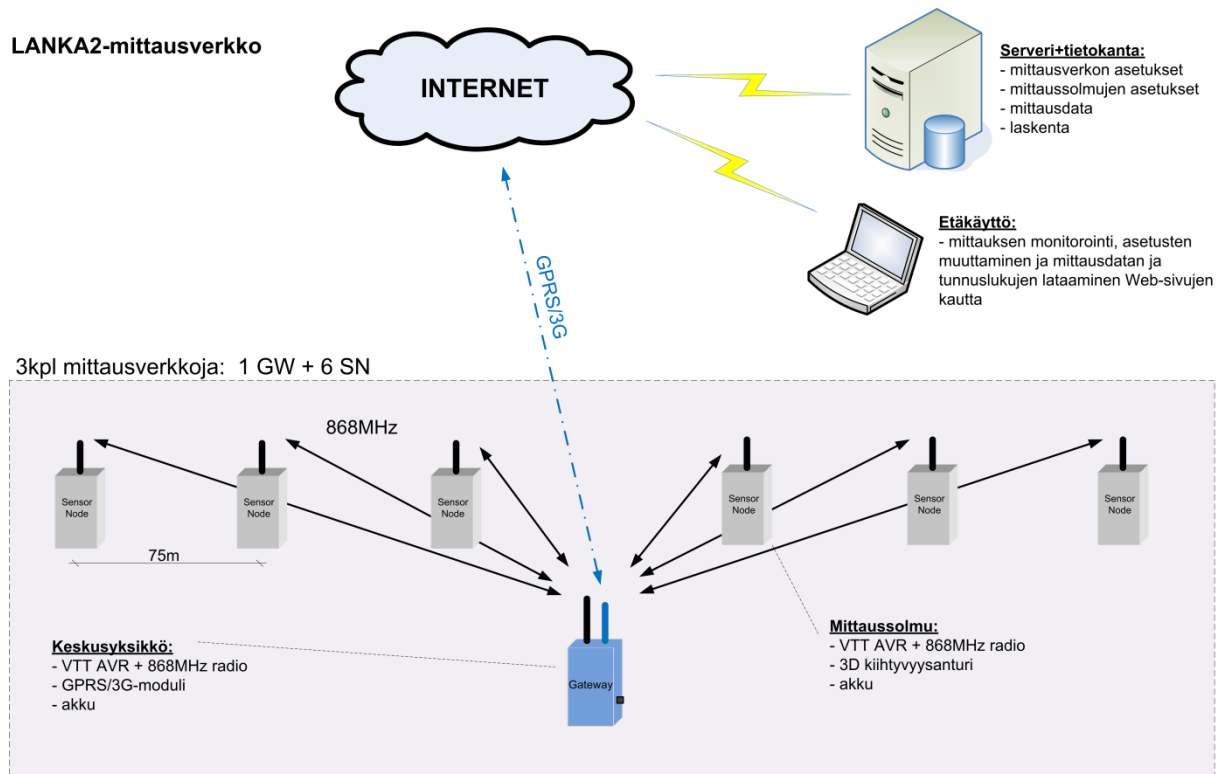 LANKA2-mittausverkko
INTERNET
Serveri+tietokanta:
- mittausverkon asetukset
- mittaussolmujen asetukset
- mittausdata
- laskenta
Etäkäyttö:
- mittauksen monitorointi, asetusten
muuttaminen ja mittausdatan ja
tunnuslukujen lataaminen Web-sivujen
kautta
GPRS/3G
3kpl mittausverkkoja: 1 GW + 6 SN
868MHz
Sensor
Node
Sensor
Node
Sensor
Node
Sensor
Node
Sensor
Node
Sensor
Node
75m
Keskusyksikkö:
- VTT AVR + 868MHz radio
- GPRS/3G-moduli
- akku
Gateway
Mittaussolmu:
- VTT AVR + 868MHz radio
- 3D kiihtyvyysanturi
- akku